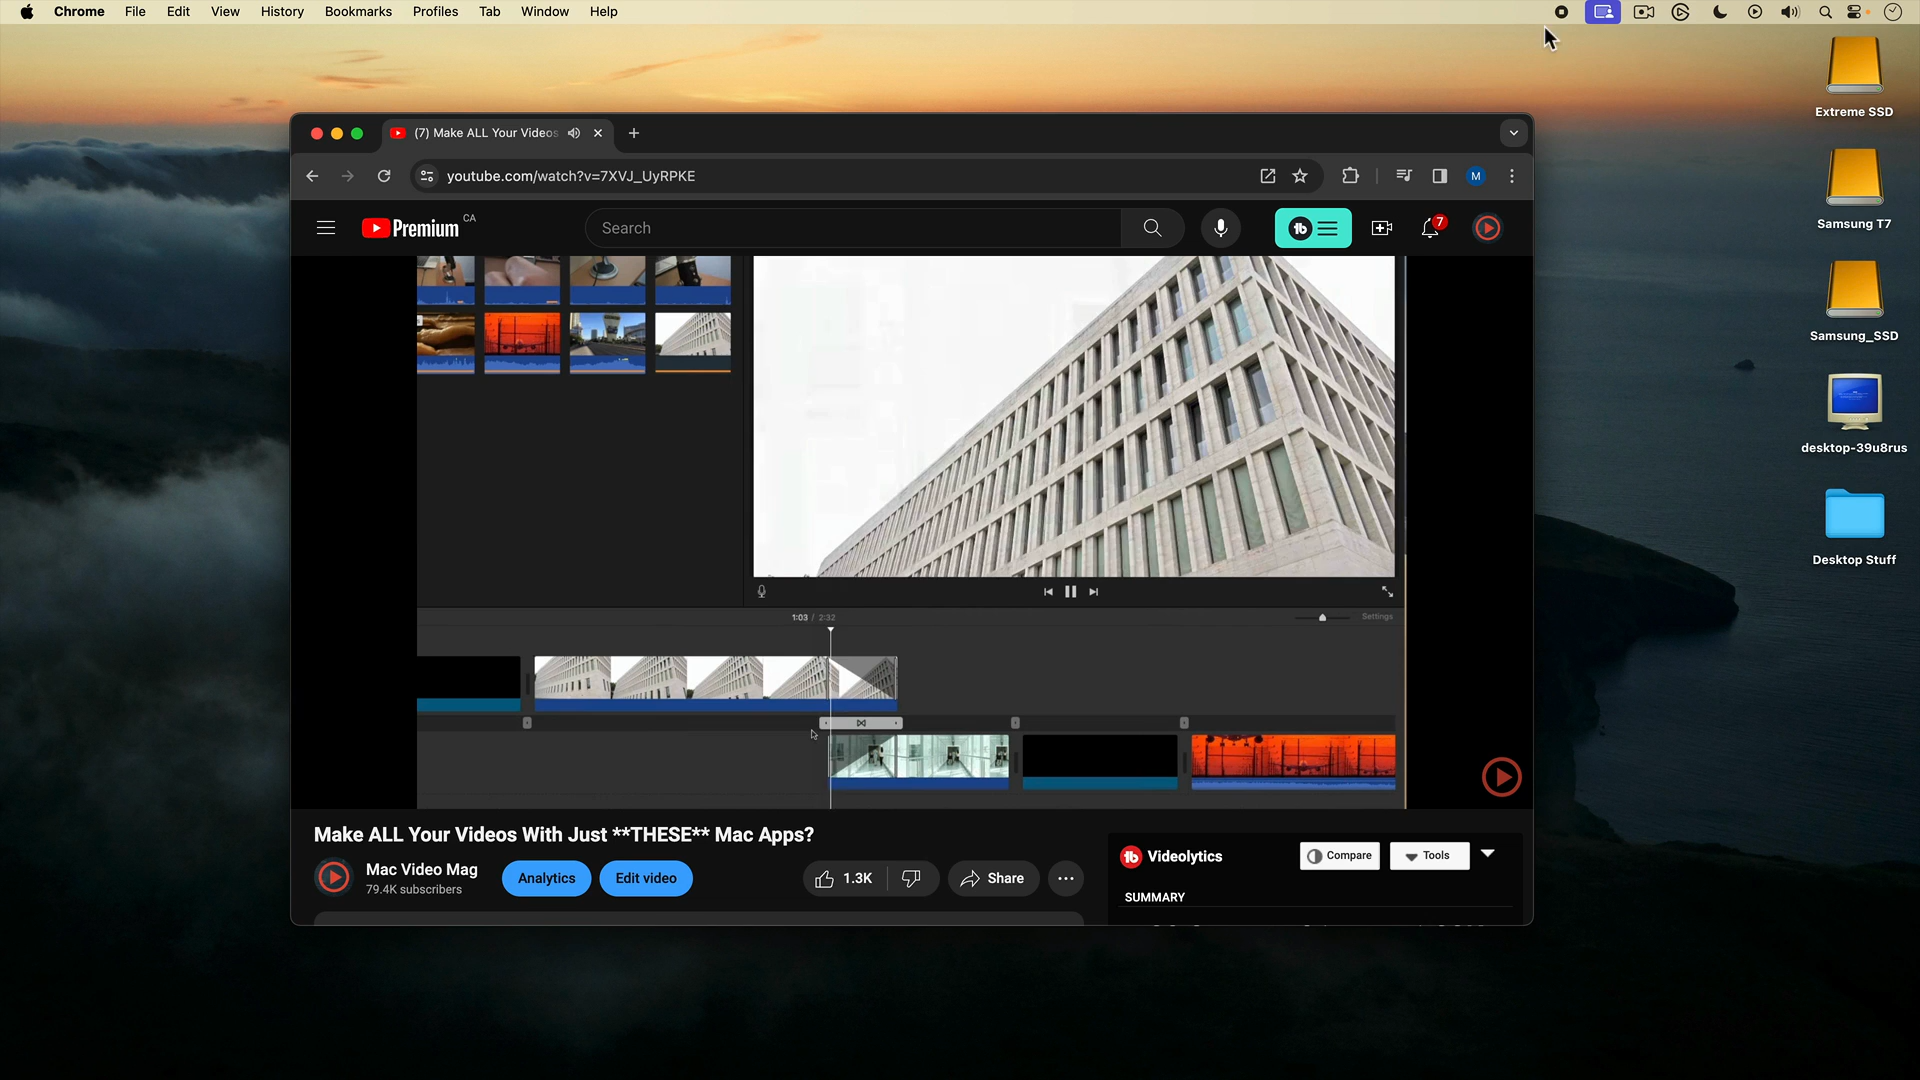 Chrome File Edit View History Bookmarks Profiles Tab Window Help
Extreme SSD
Samsung T7
Samsung_SSD
desktop-39u8rus
Desktop Stuff
(7) Make ALL Your Videos
youtube.com/watch?v=7XVJ_UyRPKE
M
Premium CA
Search
7
1:03 / 2:32
Settings
Make ALL Your Videos With Just **THESE** Mac Apps?
Mac Video Mag
79.4K subscribers
Analytics
Edit video
1.3K
Share
Videolytics
Compare
Tools
SUMMARY